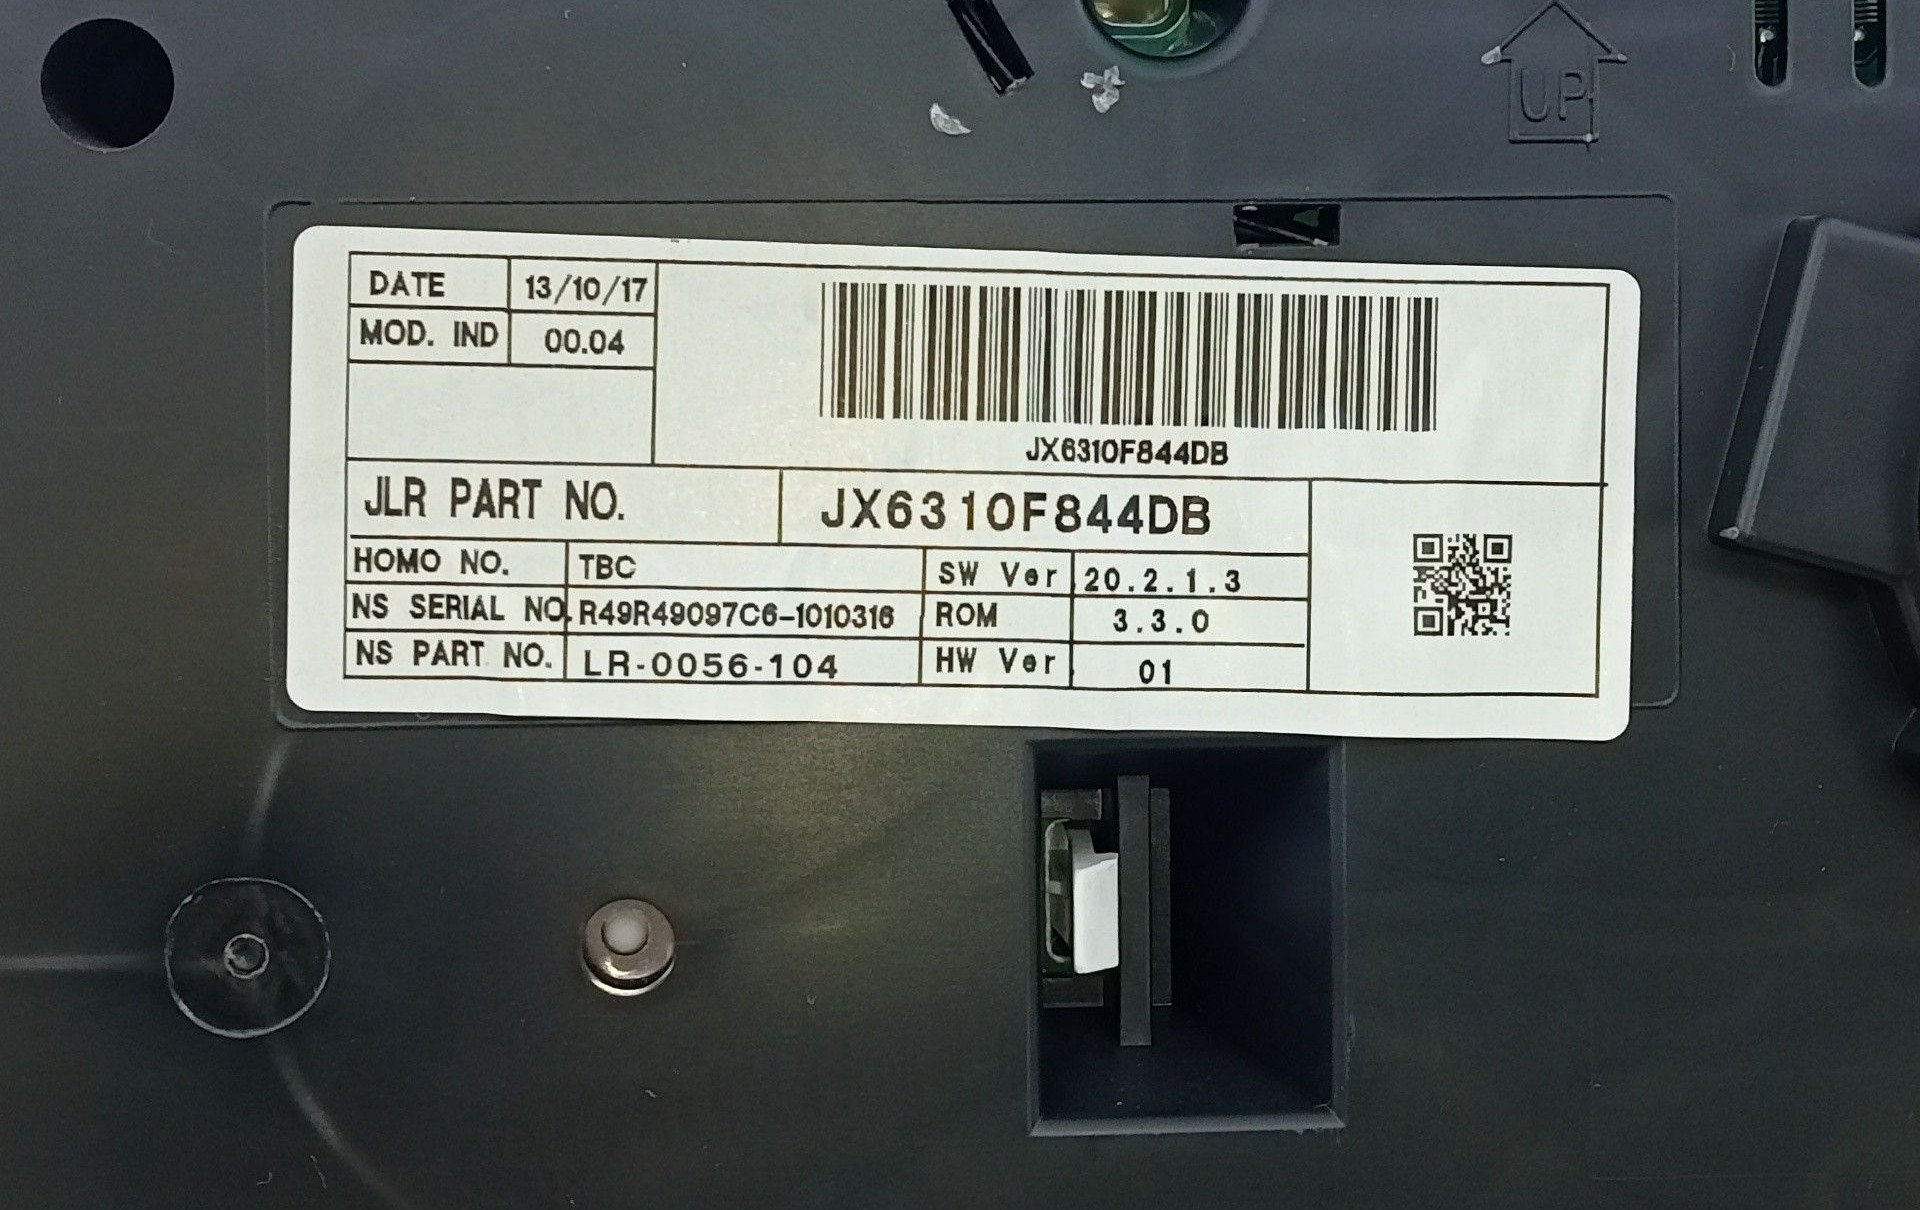 UP
DATE 13/10/17
MOD. IND 00.04
JX6310F844DB
JLR PART NO. JX6310F844DB
HOMO NO. TBC SW Ver 20.2.1.3
NS SERIAL NO. R49R49097C6-1010316 ROM 3.3.0
NS PART NO. LR-0056-104 HW Ver 01